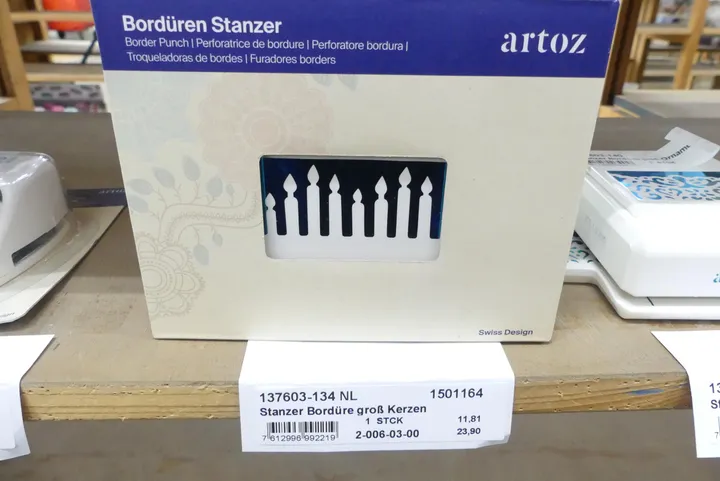 Bordüren Stanzer
Border Punch | Perforatrice de bordure | Perforatore bordura |
Troqueladoras de bordes | Furadores borders
artoz
Swiss Design
137603-134 NL 1501164
Stanzer Bordüre groß Kerzen
1 STCK 11,81
7 612996 992219 2-006-03-00 23,90
artoz